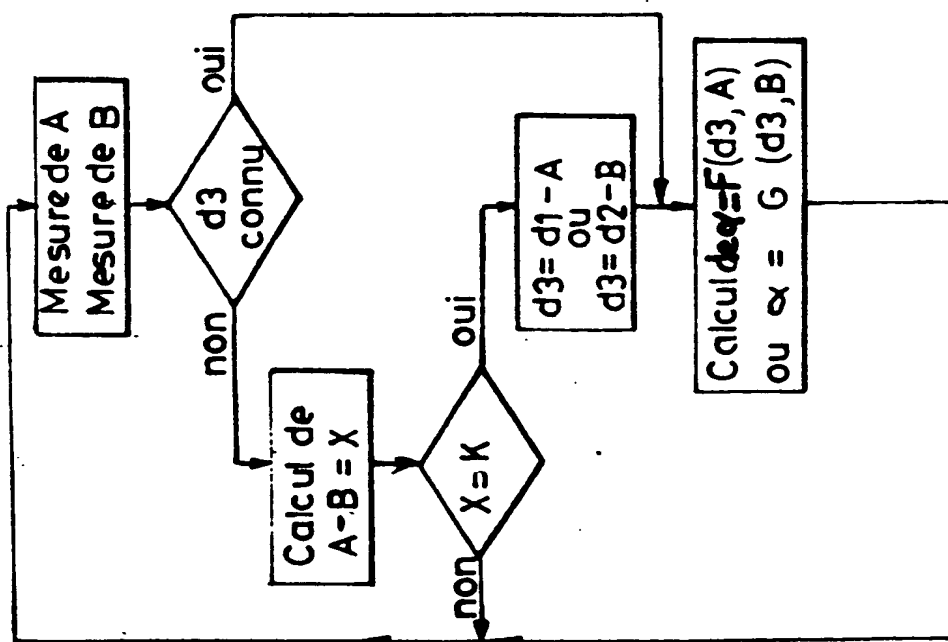 Mesure de A
Mesure de B
oui
d3
connu
non
Calcul de
A-B = X
X = K
oui
non
d3 = d1 - A
ou
d3 = d2 - B
Calcul de α = F(d3, A)
ou α = G (d3, B)